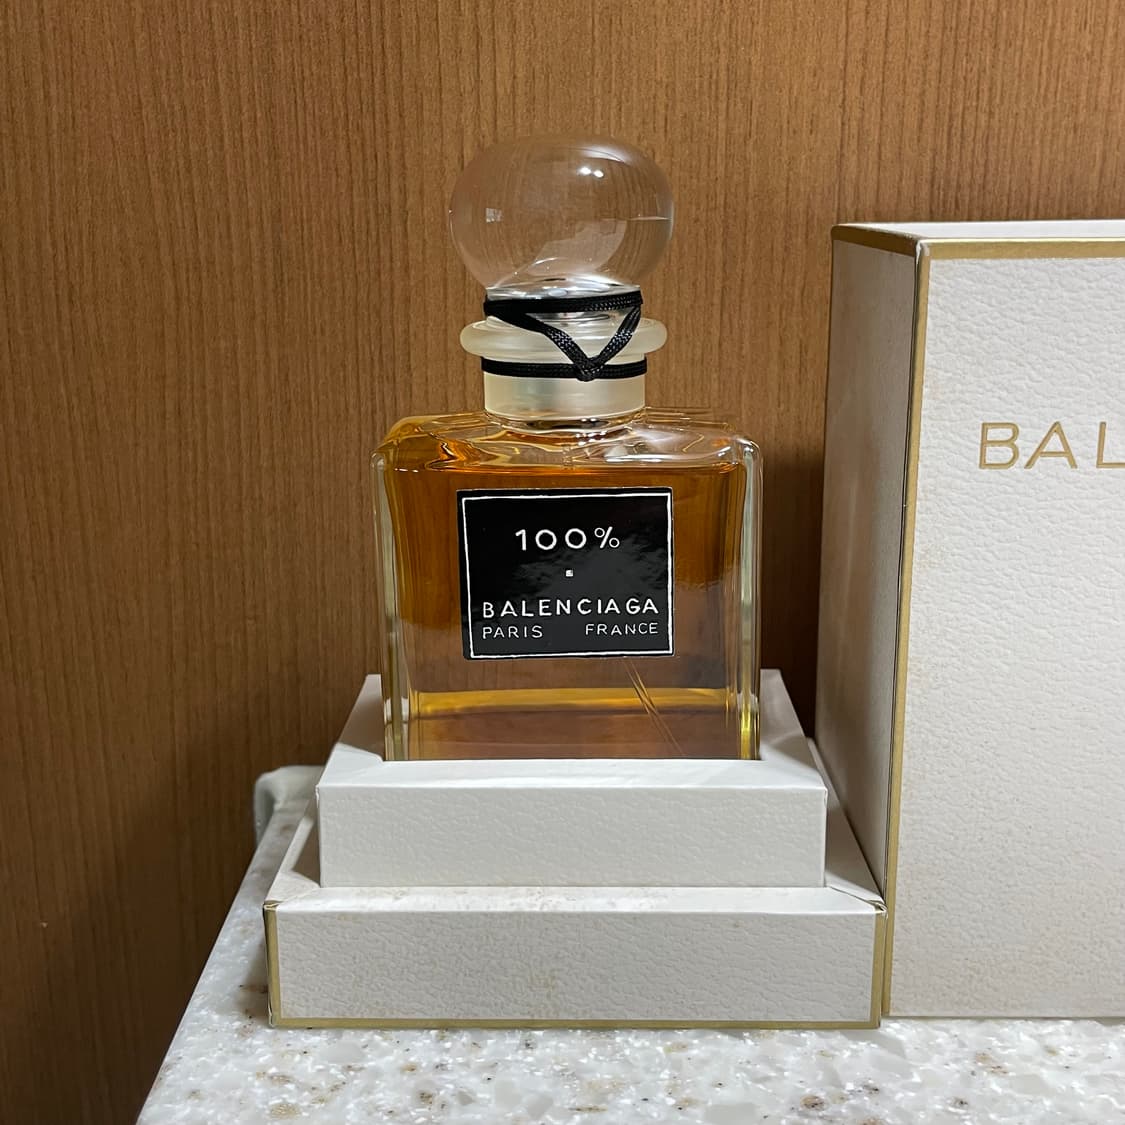 100%
BALENCIAGA
PARIS FRANCE
BAL